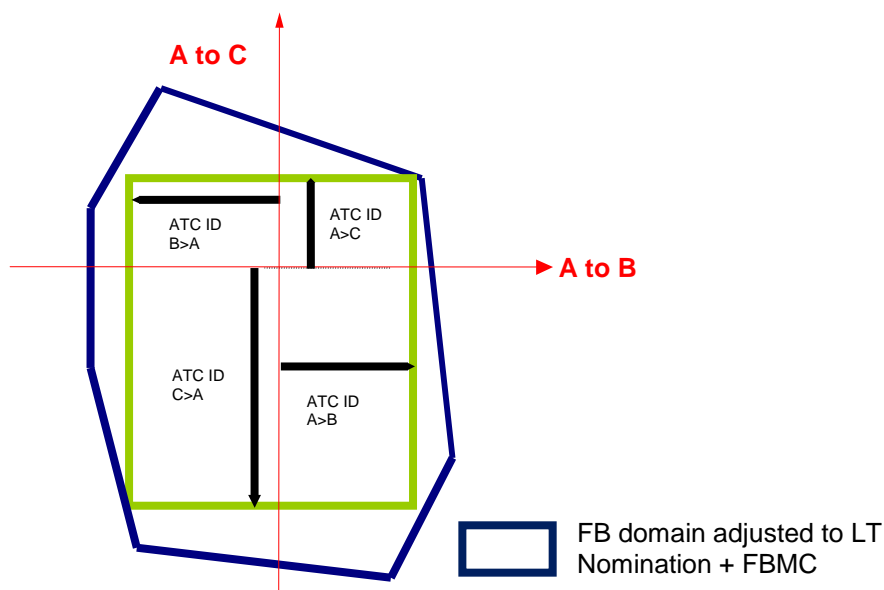 A to C
ATC ID
B>A
ATC ID
A>C
A to B
ATC ID
C>A
ATC ID
A>B
FB domain adjusted to LT
Nomination + FBMC